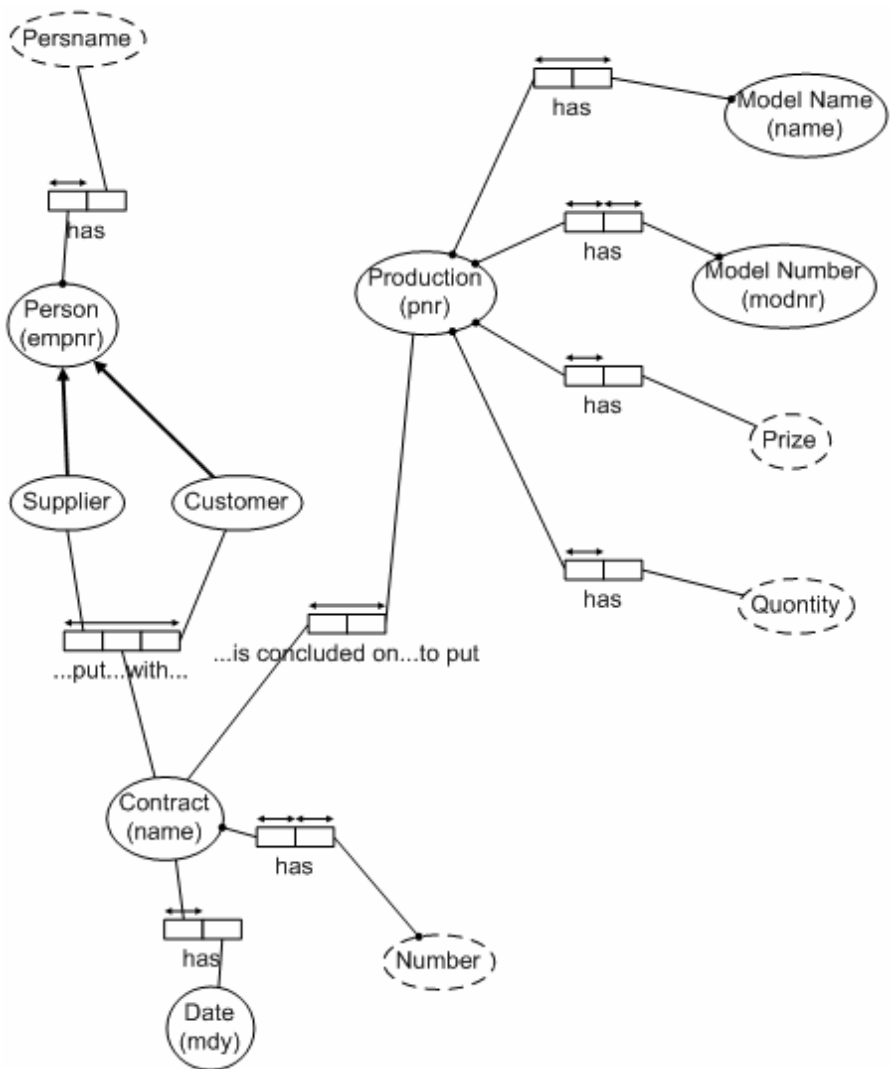 Persname
has
Person
(empnr)
Supplier
Customer
...put...with...
Production
(pnr)
has
Model Name
(name)
has
Model Number
(modnr)
has
Prize
has
Quontity
...is concluded on...to put
Contract
(name)
has
Number
has
Date
(mdy)